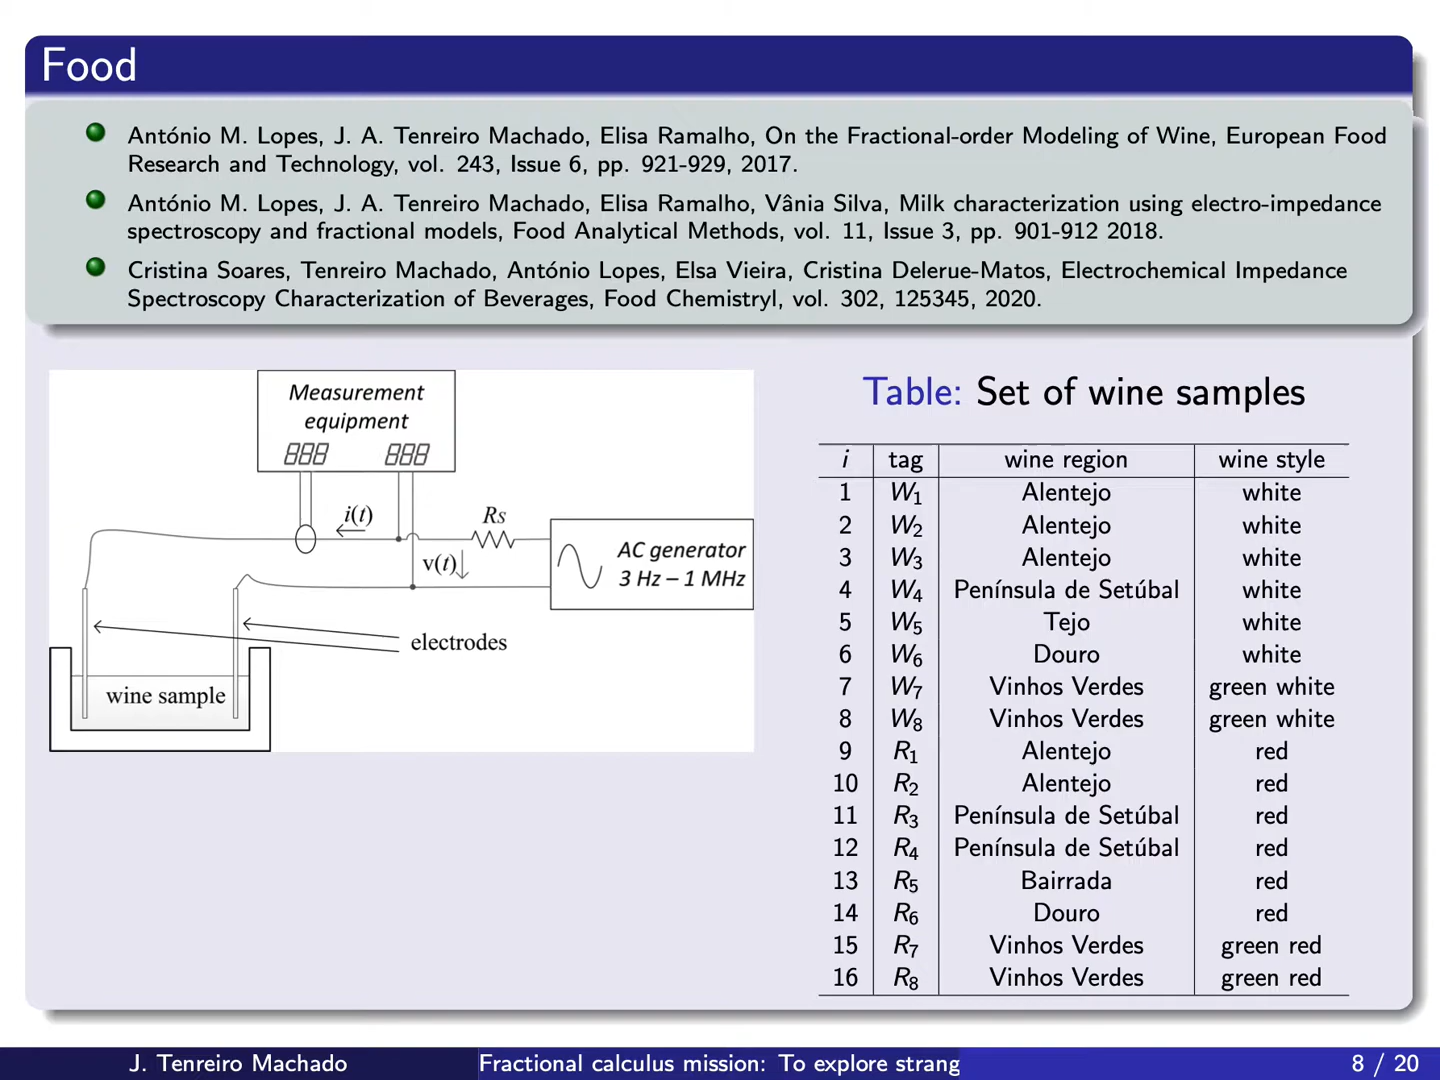 Food
António M. Lopes, J. A. Tenreiro Machado, Elisa Ramalho, On the Fractional-order Modeling of Wine, European Food
Research and Technology, vol. 243, Issue 6, pp. 921-929, 2017.
António M. Lopes, J. A. Tenreiro Machado, Elisa Ramalho, Vânia Silva, Milk characterization using electro-impedance
spectroscopy and fractional models, Food Analytical Methods, vol. 11, Issue 3, pp. 901-912 2018.
Cristina Soares, Tenreiro Machado, António Lopes, Elsa Vieira, Cristina Delerue-Matos, Electrochemical Impedance
Spectroscopy Characterization of Beverages, Food Chemistryl, vol. 302, 125345, 2020.
Measurement
equipment
888 888
i(t)
Rs
v(t)
AC generator
3 Hz – 1 MHz
electrodes
wine sample
Table: Set of wine samples
i tag wine region wine style
1 W1 Alentejo white
2 W2 Alentejo white
3 W3 Alentejo white
4 W4 Península de Setúbal white
5 W5 Tejo white
6 W6 Douro white
7 W7 Vinhos Verdes green white
8 W8 Vinhos Verdes green white
9 R1 Alentejo red
10 R2 Alentejo red
11 R3 Península de Setúbal red
12 R4 Península de Setúbal red
13 R5 Bairrada red
14 R6 Douro red
15 R7 Vinhos Verdes green red
16 R8 Vinhos Verdes green red
J. Tenreiro Machado Fractional calculus mission: To explore strang 8 / 20